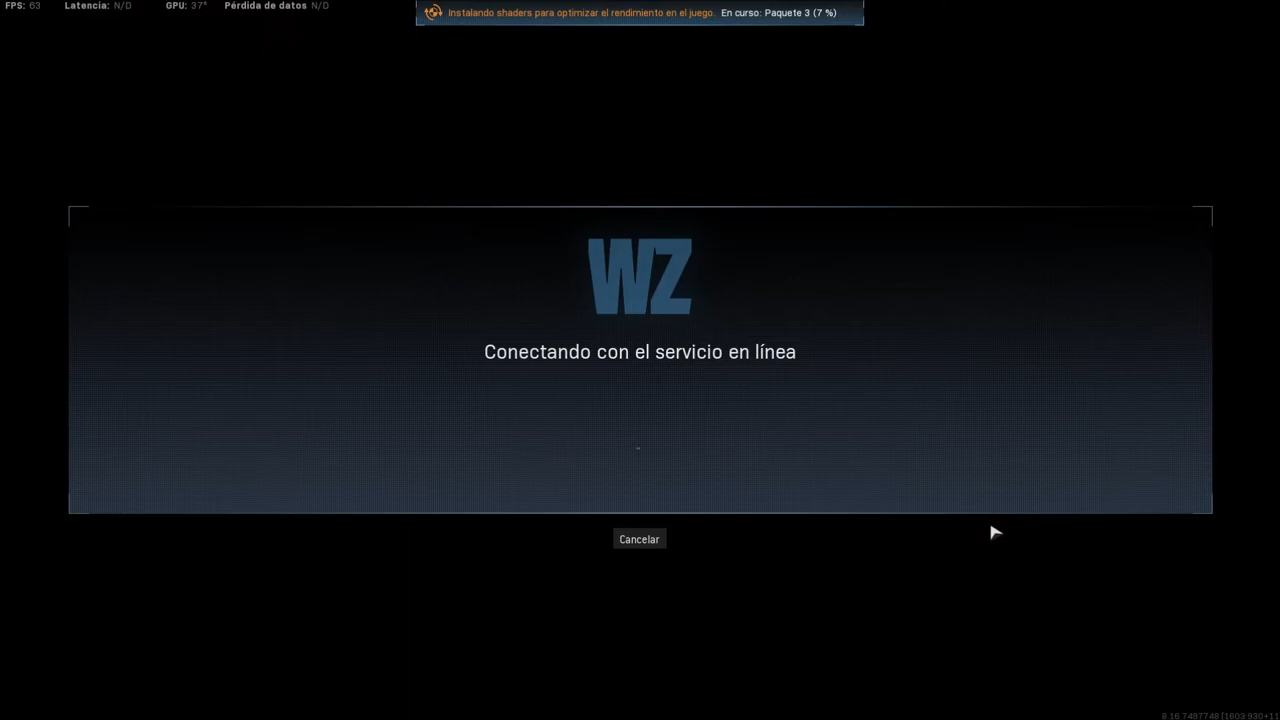 FPS: 63 Latencia: N/D GPU: 37° Pérdida de datos N/D
Instalando shaders para optimizar el rendimiento en el juego. En curso: Paquete 3 (7 %)
WZ
Conectando con el servicio en línea
Cancelar